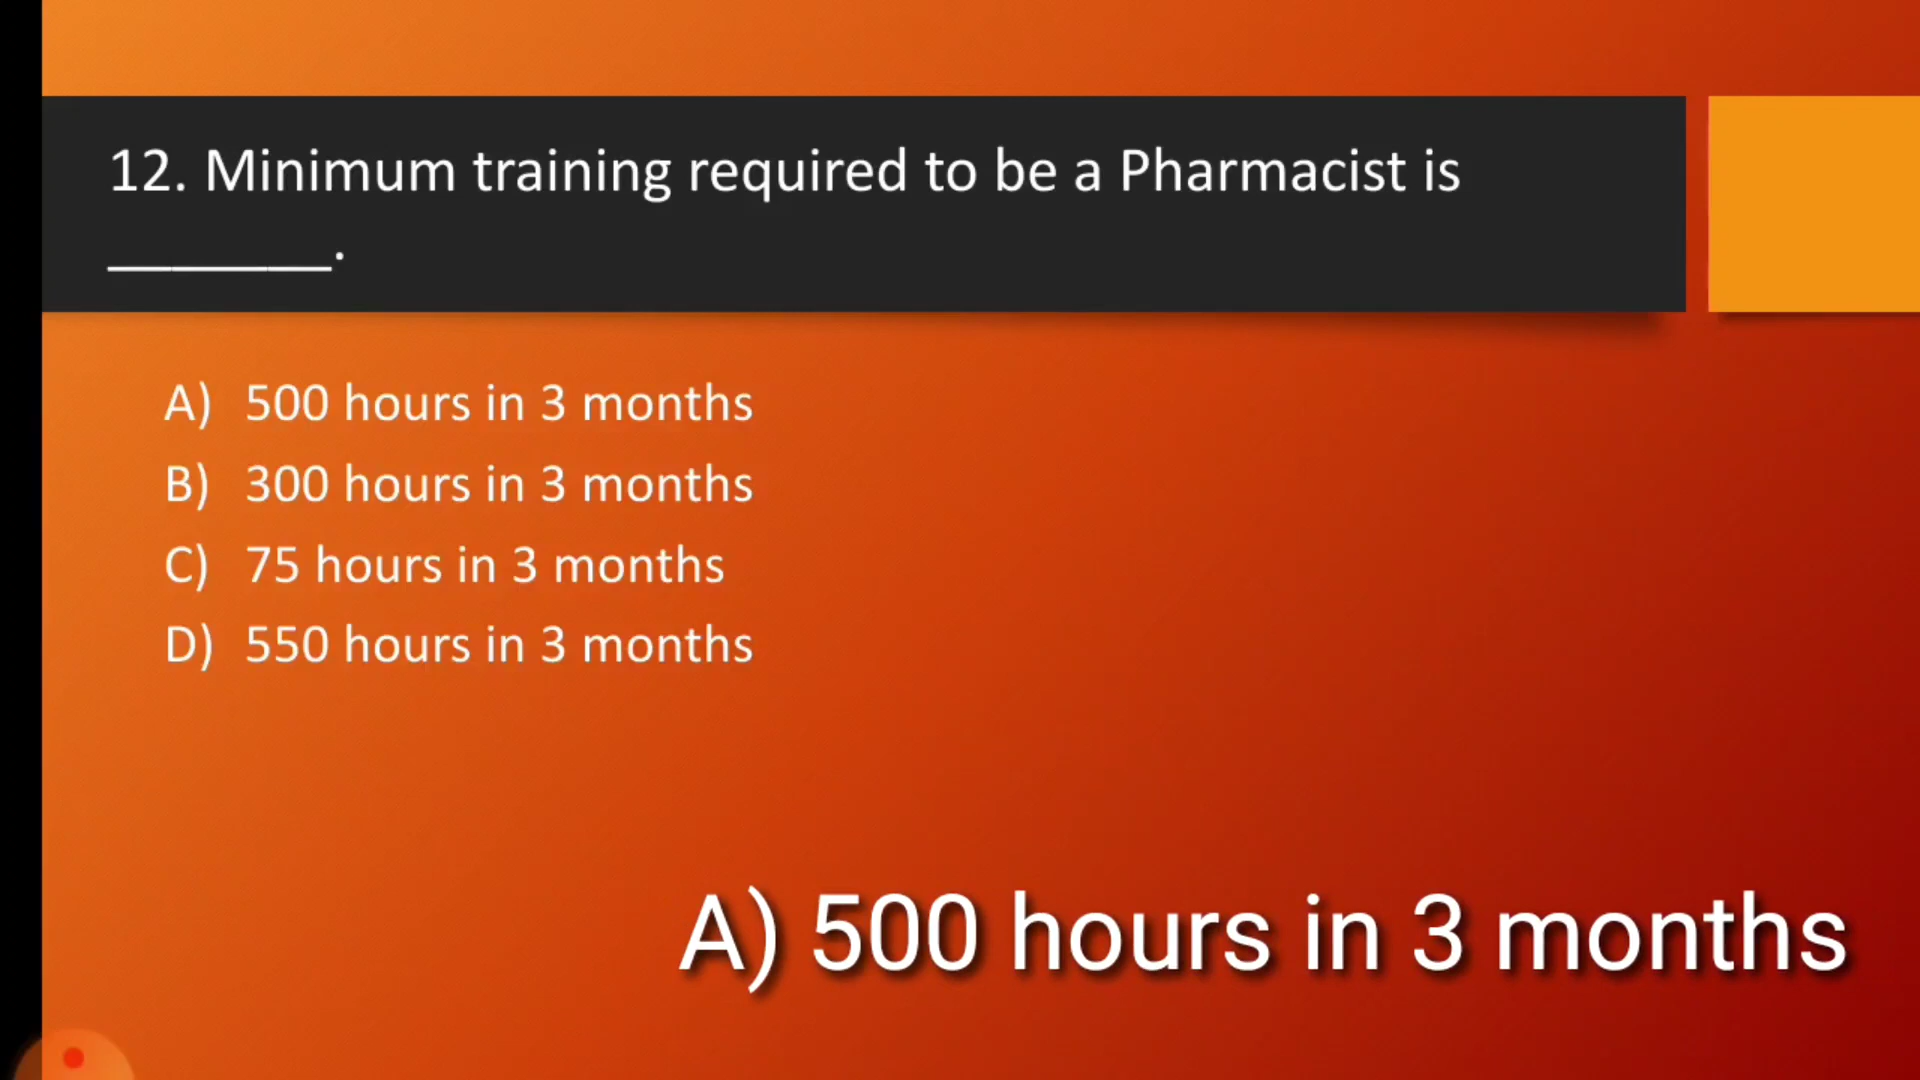 12. Minimum training required to be a Pharmacist is
_______.
A) 500 hours in 3 months
B) 300 hours in 3 months
C) 75 hours in 3 months
D) 550 hours in 3 months
A) 500 hours in 3 months